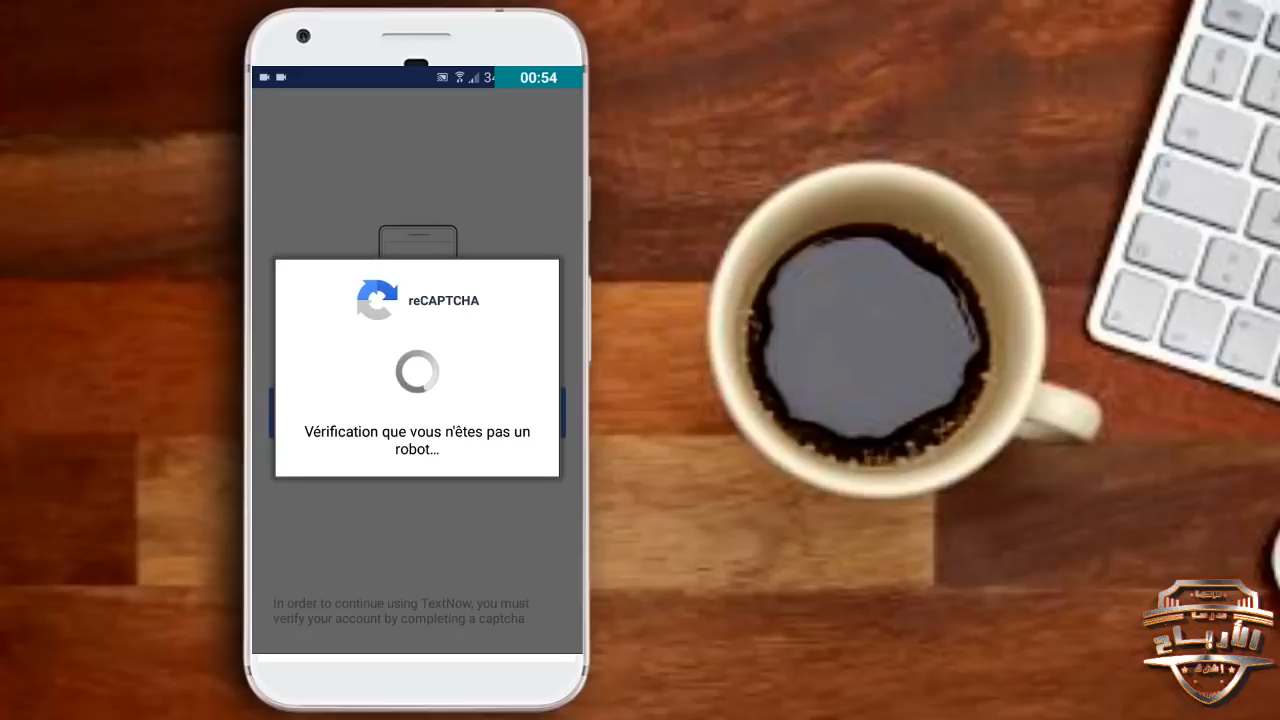 00:54
reCAPTCHA
Vérification que vous n'êtes pas un
robot...
In order to continue using TextNow, you must
verify your account by completing a captcha
الأرباح